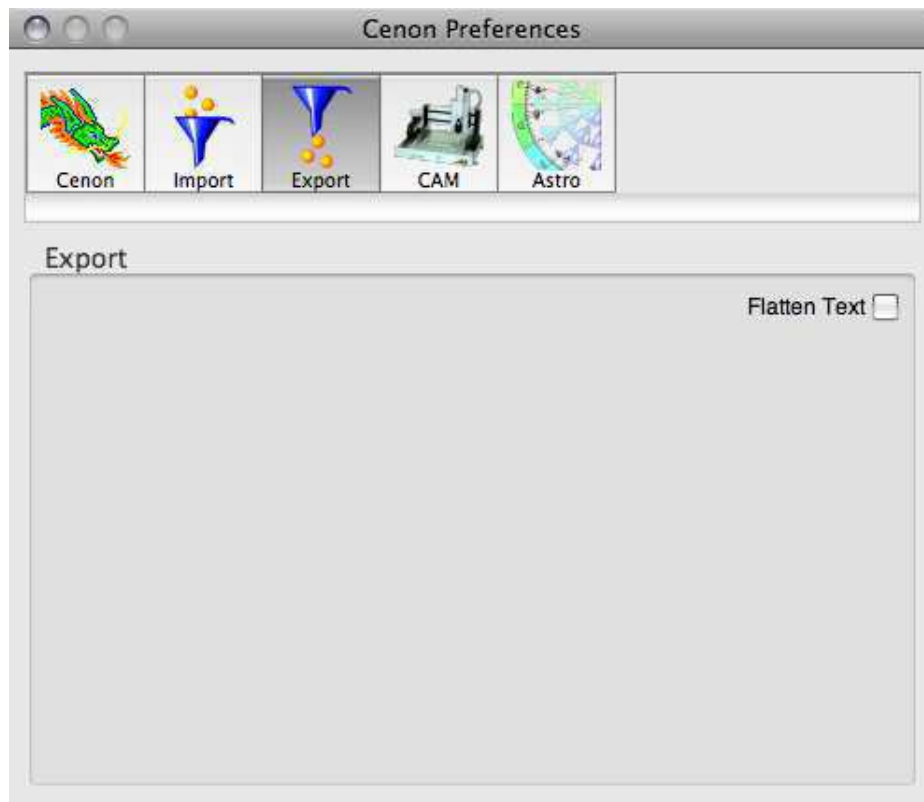 Cenon Preferences
Cenon Import Export CAM Astro
Export
Flatten Text